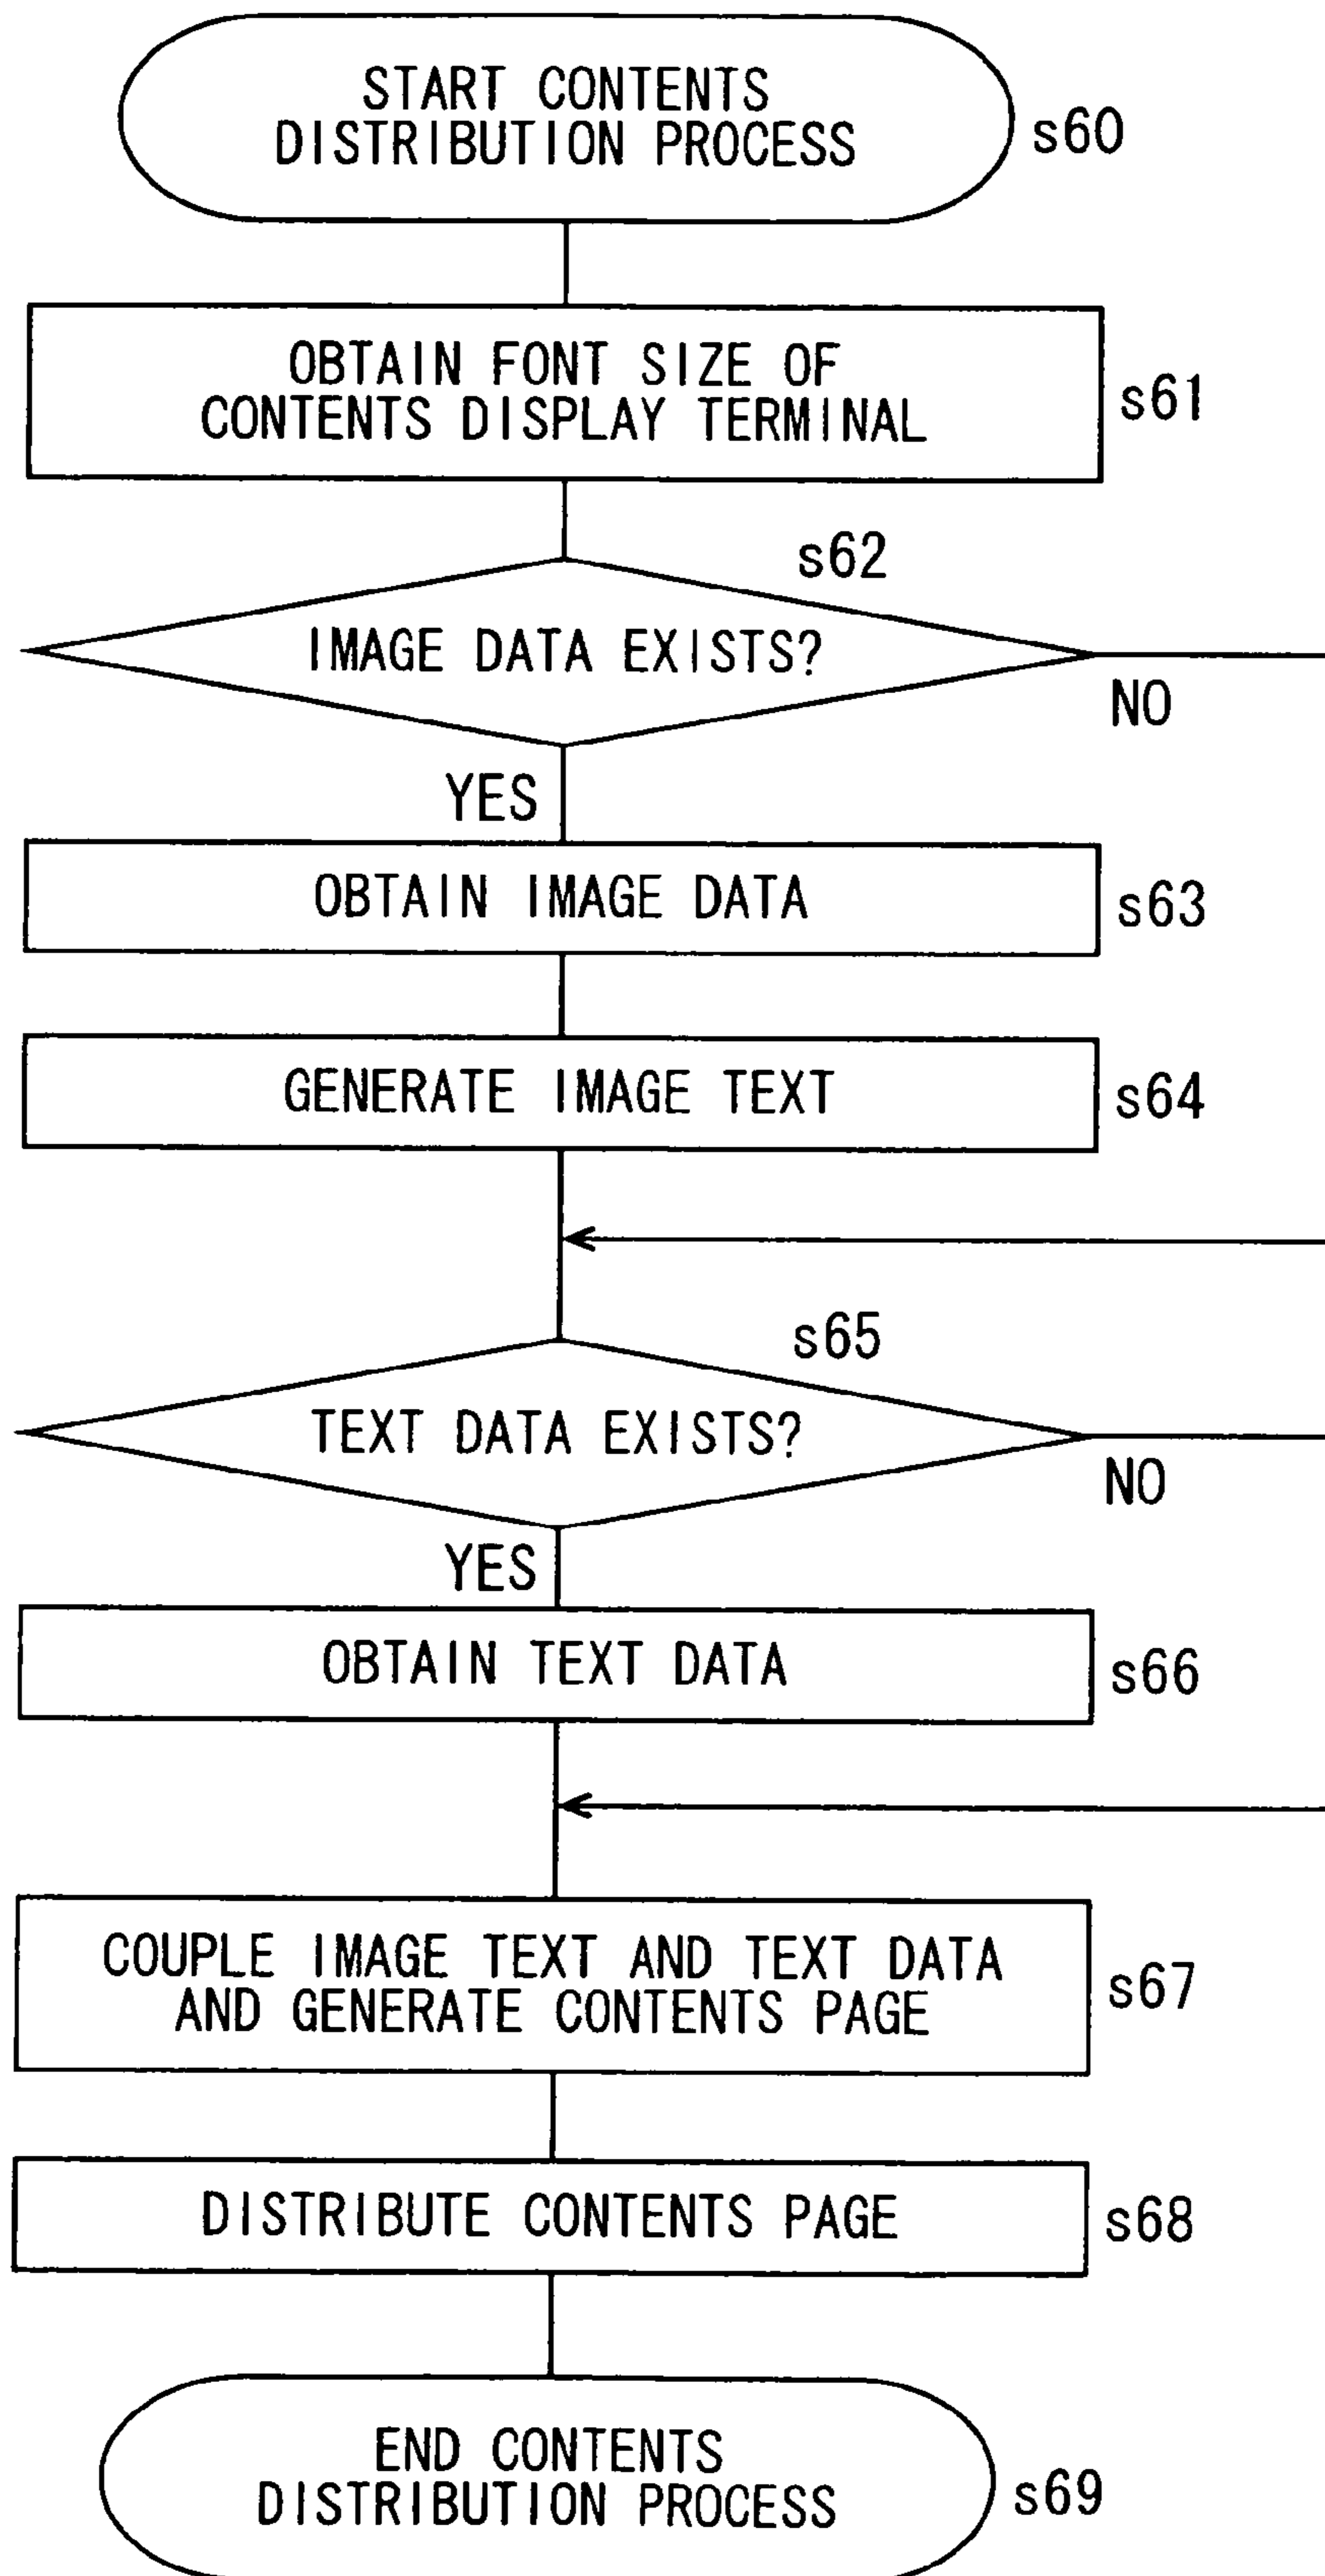 START CONTENTS
DISTRIBUTION PROCESS
s60
OBTAIN FONT SIZE OF
CONTENTS DISPLAY TERMINAL
s61
s62
IMAGE DATA EXISTS?
NO
YES
OBTAIN IMAGE DATA
s63
GENERATE IMAGE TEXT
s64
s65
TEXT DATA EXISTS?
NO
YES
OBTAIN TEXT DATA
s66
COUPLE IMAGE TEXT AND TEXT DATA
AND GENERATE CONTENTS PAGE
s67
DISTRIBUTE CONTENTS PAGE
s68
END CONTENTS
DISTRIBUTION PROCESS
s69